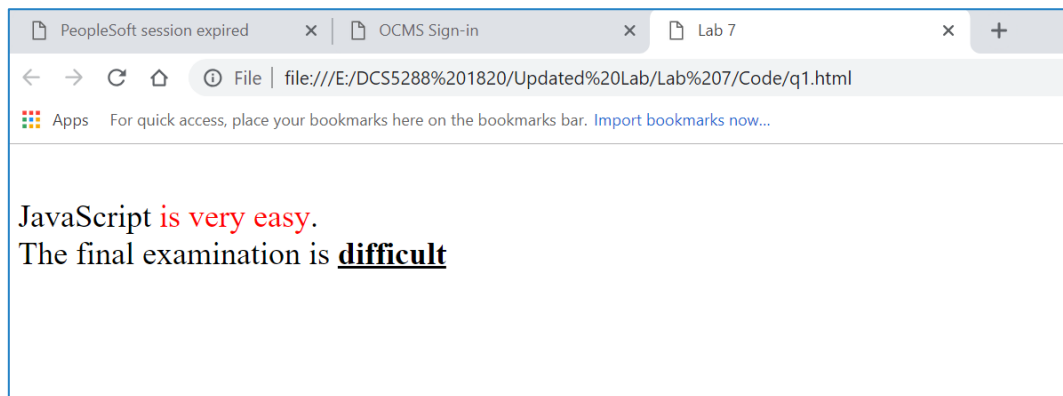 PeopleSoft session expired
OCMS Sign-in
Lab 7
File
file:///E:/DCS5288%201820/Updated%20Lab/Lab%207/Code/q1.html
Apps For quick access, place your bookmarks here on the bookmarks bar. Import bookmarks now...
JavaScript is very easy.
The final examination is difficult